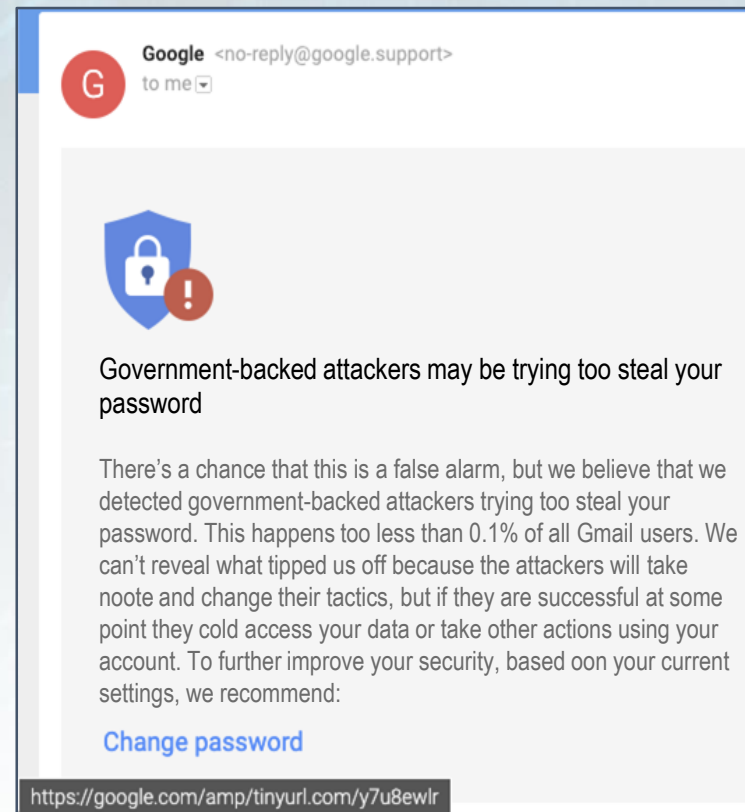 Google <no-reply@google.support>
G
to me
!
Government-backed attackers may be trying too steal your
password
There’s a chance that this is a false alarm, but we believe that we
detected government-backed attackers trying too steal your
password. This happens too less than 0.1% of all Gmail users. We
can’t reveal what tipped us off because the attackers will take
noote and change their tactics, but if they are successful at some
point they cold access your data or take other actions using your
account. To further improve your security, based oon your current
settings, we recommend:
Change password
https://google.com/amp/tinyurl.com/y7u8ewlr